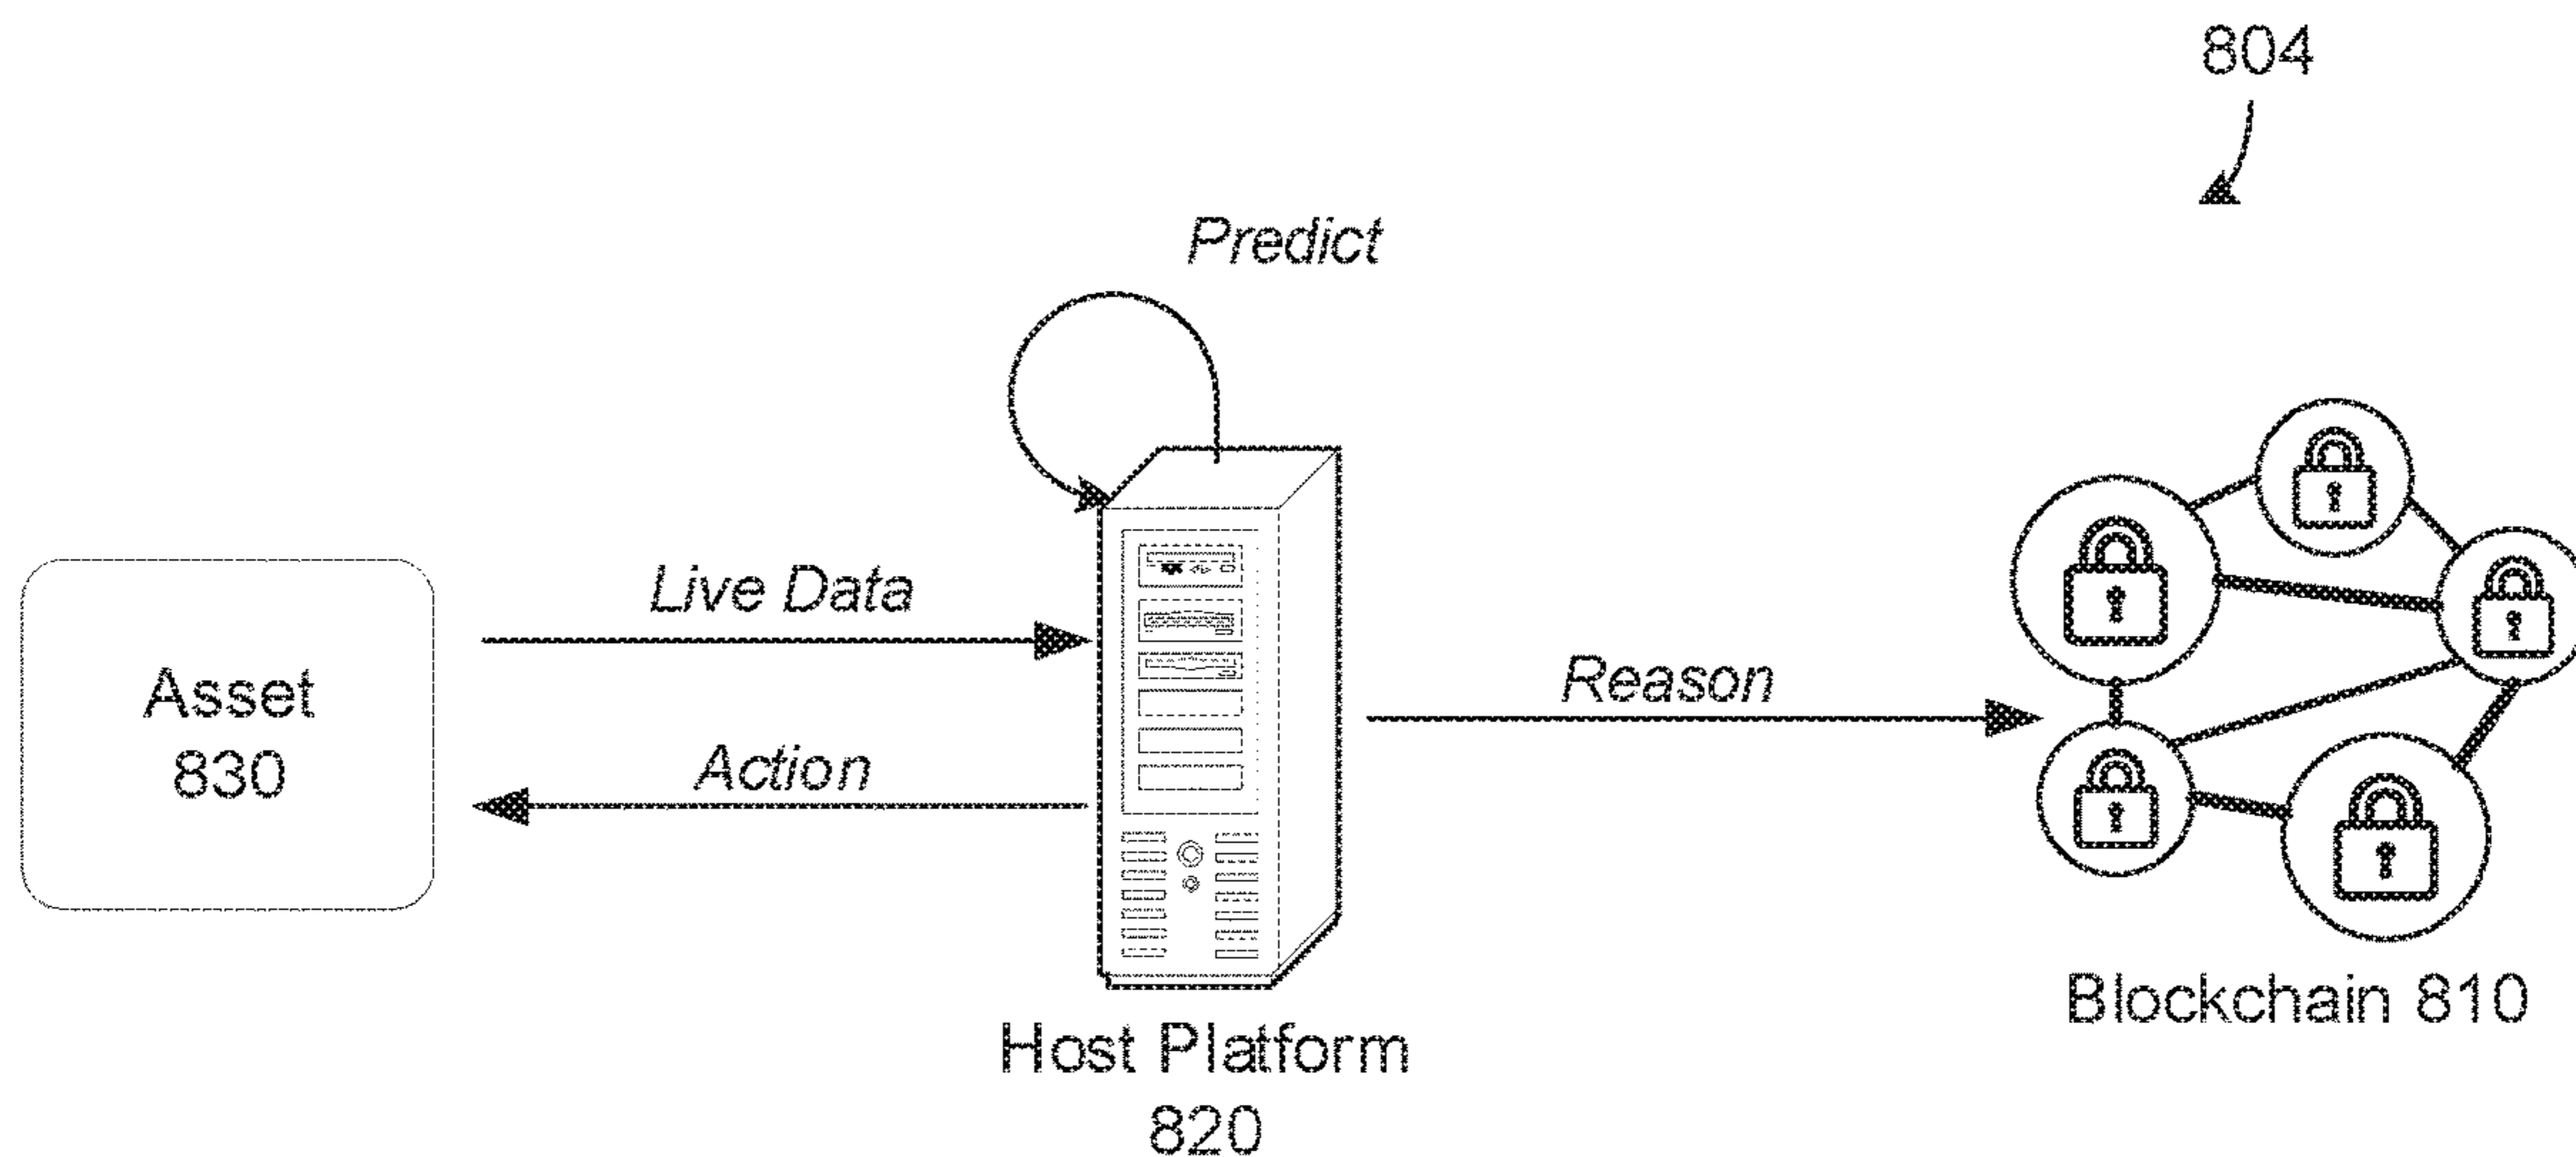 804
Predict
Live Data
Reason
Asset
830
Action
Blockchain 810
Host Platform
820